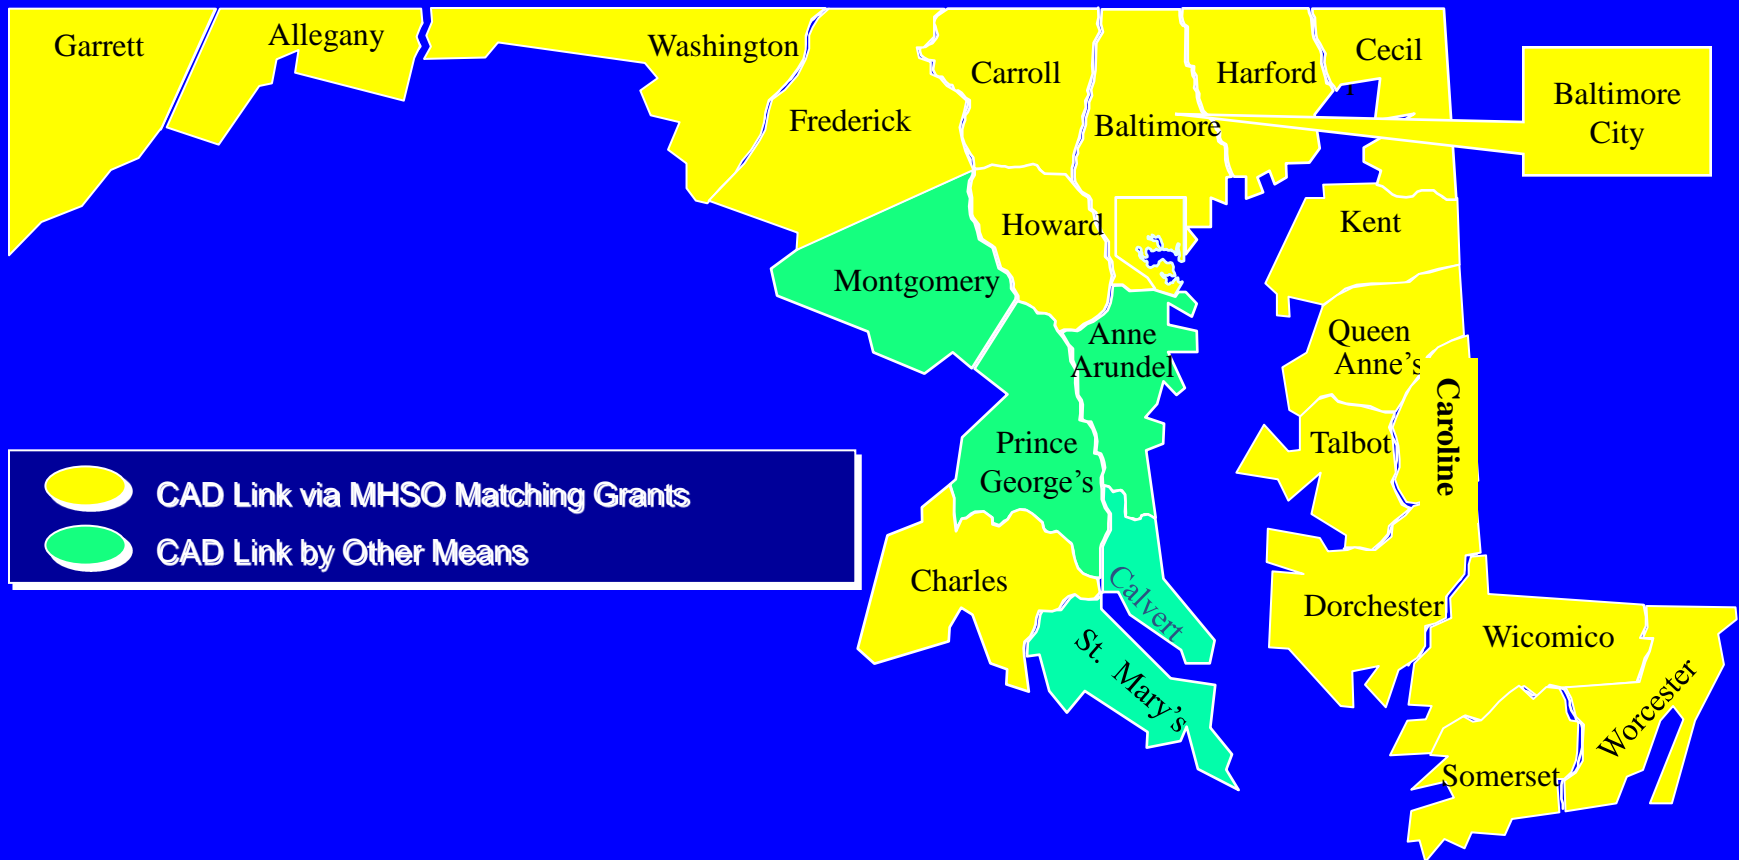 Garrett
Allegany
Washington
Frederick
Carroll
Baltimore
Harford
Cecil
Baltimore
City
Howard
Montgomery
Kent
Anne
Arundel
Queen
Anne's
Caroline
Talbot
Prince
George's
CAD Link via MHSO Matching Grants
CAD Link by Other Means
Charles
Calvert
St. Mary's
Dorchester
Wicomico
Worcester
Somerset